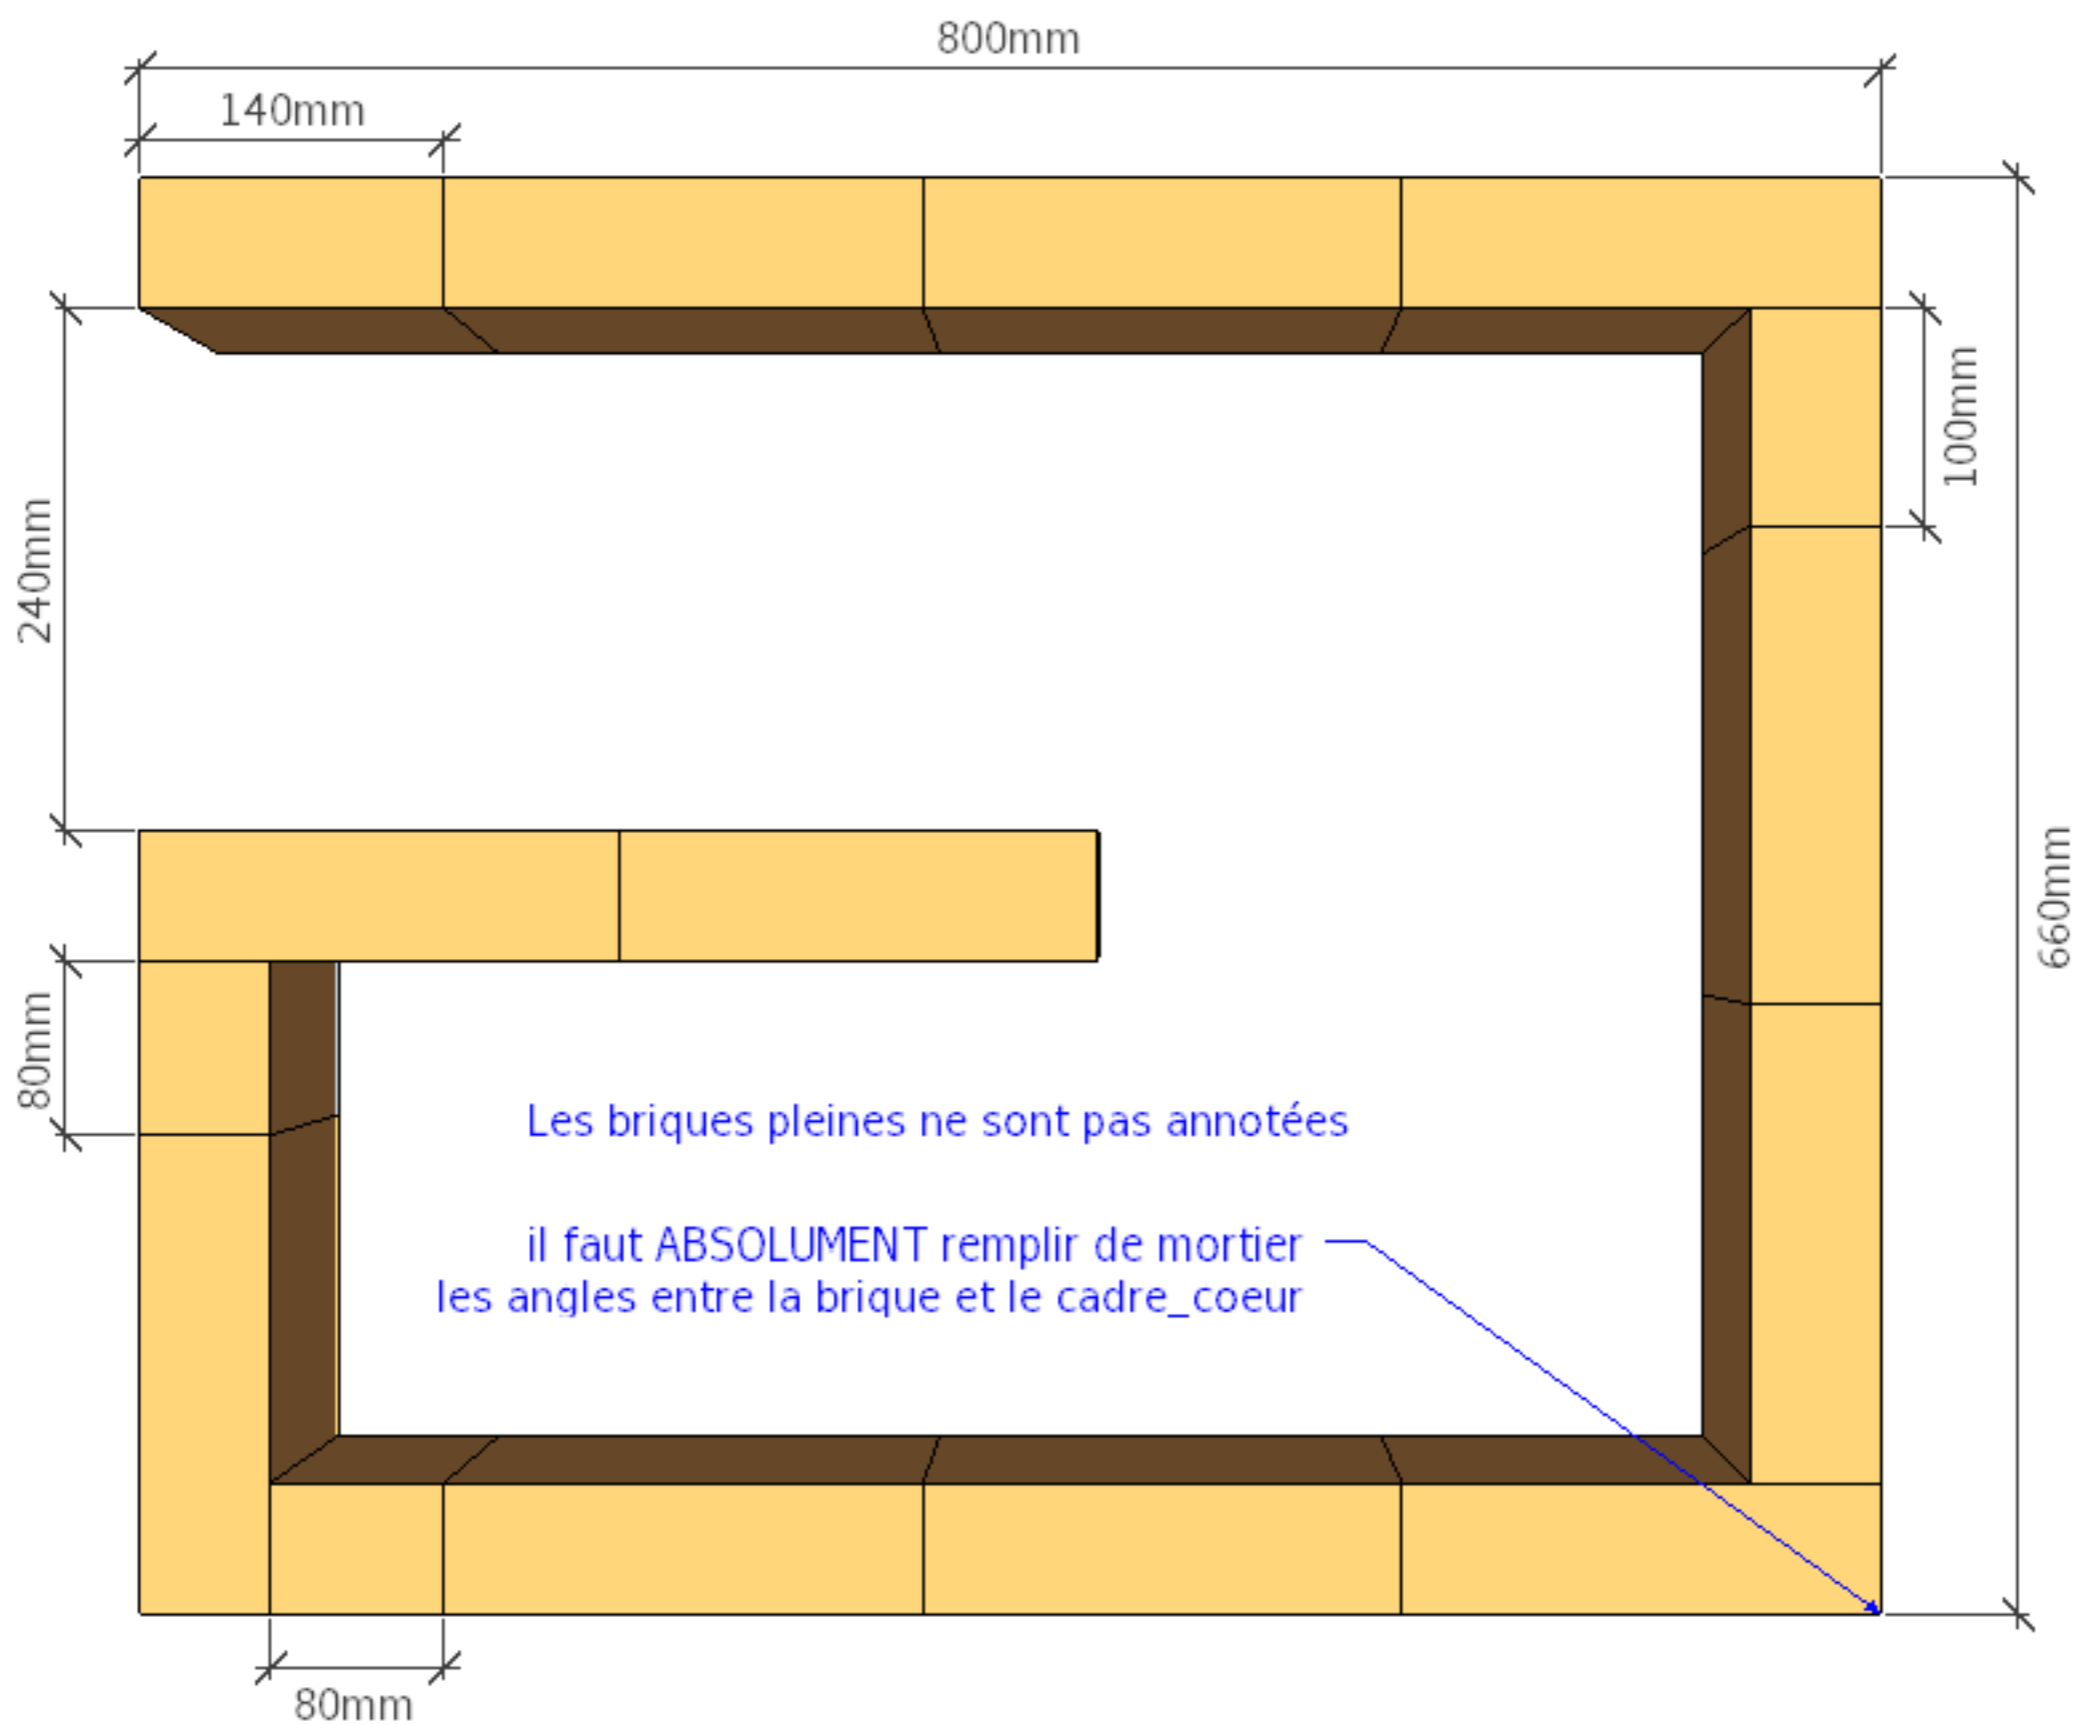 800mm
140mm
100mm
240mm
660mm
80mm
Les briques pleines ne sont pas annotées
il faut ABSOLUMENT remplir de mortier
les angles entre la brique et le cadre_coeur
80mm